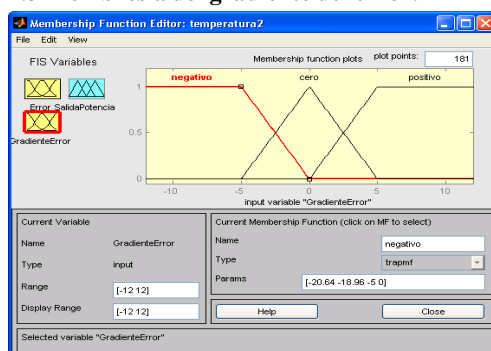 Membership Function Editor: temperatura2
File Edit View
FIS Variables
Membership function plots
plot points:
181
negativo
cero
positivo
1
0.5
0
-10
-5
0
5
10
input variable "GradienteError"
Error
SalidaPotencia
GradienteError
Current Variable
Name
GradienteError
Type
input
Range
[-12 12]
Display Range
[-12 12]
Current Membership Function (click on MF to select)
Name
negativo
Type
trapmf
Params
[-20.64 -18.96 -5 0]
Help
Close
Selected variable "GradienteError"